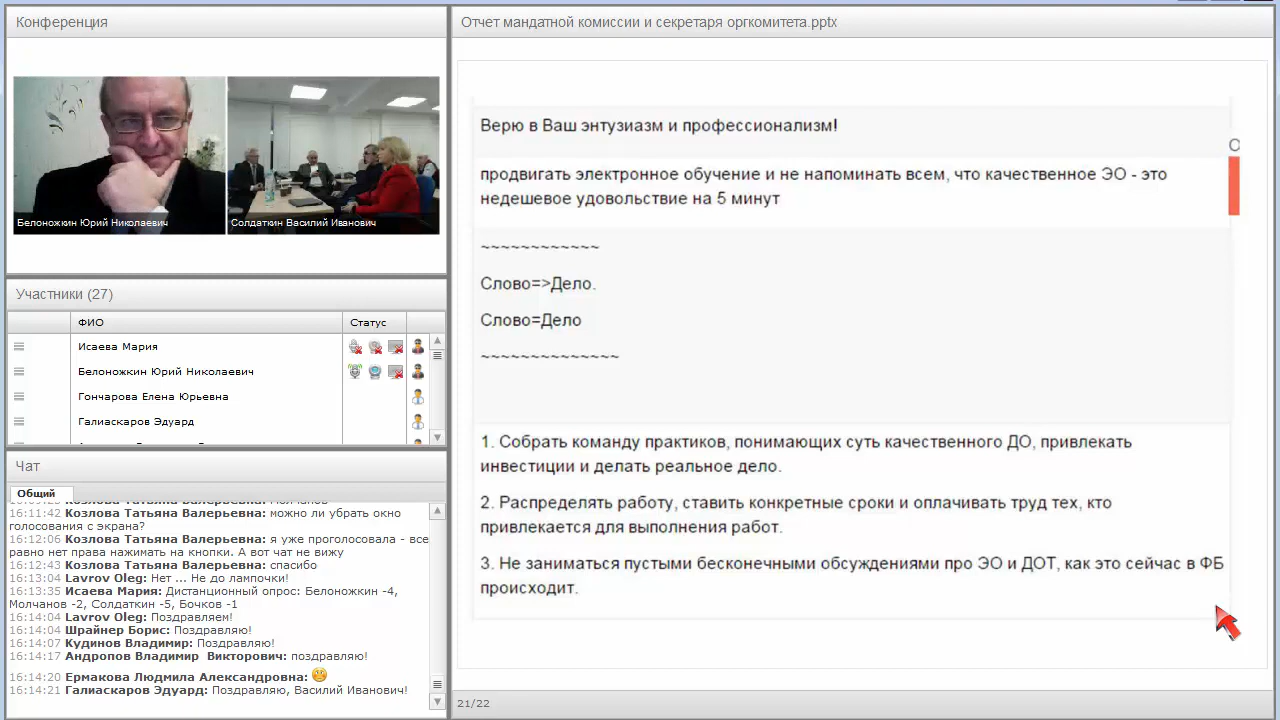 Конференция
Белоножкин Юрий Николаевич
Солдаткин Василий Иванович
Участники (27)
ФИО
Статус
Исаева Мария
Белоножкин Юрий Николаевич
Гончарова Елена Юрьевна
Галиаскаров Эдуард
Чат
Общий
Козлова Татьяна Валерьевна:
16:11:42 Козлова Татьяна Валерьевна: можно ли убрать окно
голосования с экрана?
16:12:06 Козлова Татьяна Валерьевна: я уже проголосовала - все
равно нет права нажимать на кнопки. А вот чат не вижу
16:12:43 Козлова Татьяна Валерьевна: спасибо
16:13:04 Lavrov Oleg: Нет ... Не до лампочки!
16:13:35 Исаева Мария: Дистанционный опрос: Белоножкин -4,
Молчанов -2, Солдаткин -5, Бочков -1
16:14:04 Lavrov Oleg: Поздравляем!
16:14:04 Шрайнер Борис: Поздравляю!
16:14:07 Кудинов Владимир: Поздравляю!
16:14:17 Андропов Владимир Викторович: поздравляю!
16:14:20 Ермакова Людмила Александровна:
16:14:21 Галиаскаров Эдуард: Поздравляю, Василий Иванович!
Отчет мандатной комиссии и секретаря оргкомитета.pptx
Верю в Ваш энтузиазм и профессионализм!
продвигать электронное обучение и не напоминать всем, что качественное ЭО - это
недешевое удовольствие на 5 минут
~~~~~~~~~~~~
Слово=>Дело.
Слово=Дело
~~~~~~~~~~~~~~
1. Собрать команду практиков, понимающих суть качественного ДО, привлекать
инвестиции и делать реальное дело.
2. Распределять работу, ставить конкретные сроки и оплачивать труд тех, кто
привлекается для выполнения работ.
3. Не заниматься пустыми бесконечными обсуждениями про ЭО и ДОТ, как это сейчас в ФБ
происходит.
21/22